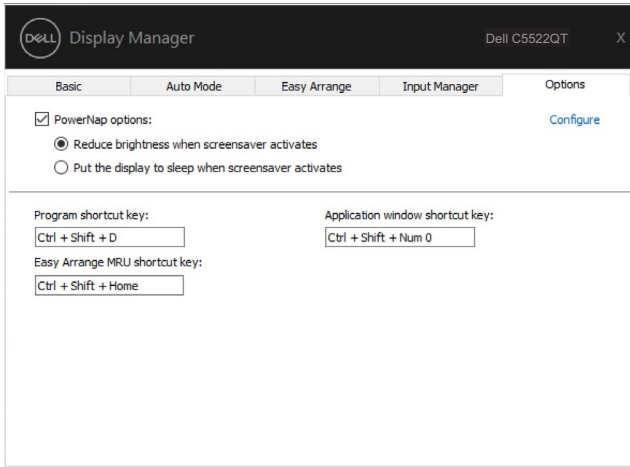 DELL Display Manager Dell C5522QT X
Basic Auto Mode Easy Arrange Input Manager Options
PowerNap options: Configure
Reduce brightness when screensaver activates
Put the display to sleep when screensaver activates
Program shortcut key: Application window shortcut key:
Ctrl + Shift + D Ctrl + Shift + Num 0
Easy Arrange MRU shortcut key:
Ctrl + Shift + Home